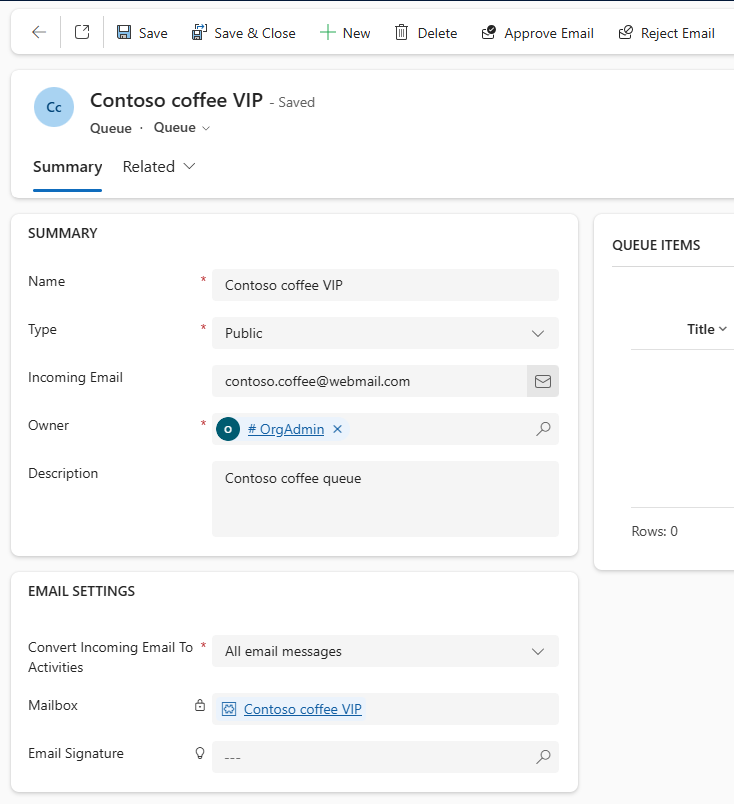 Save
Save & Close
New
Delete
Approve Email
Reject Email
Cc
Contoso coffee VIP - Saved
Queue · Queue
Summary
Related
SUMMARY
Name * Contoso coffee VIP
Type * Public
Incoming Email contoso.coffee@webmail.com
Owner * O # OrgAdmin
Description Contoso coffee queue
QUEUE ITEMS
Title
Rows: 0
EMAIL SETTINGS
Convert Incoming Email To * All email messages
Activities
Mailbox Contoso coffee VIP
Email Signature ---